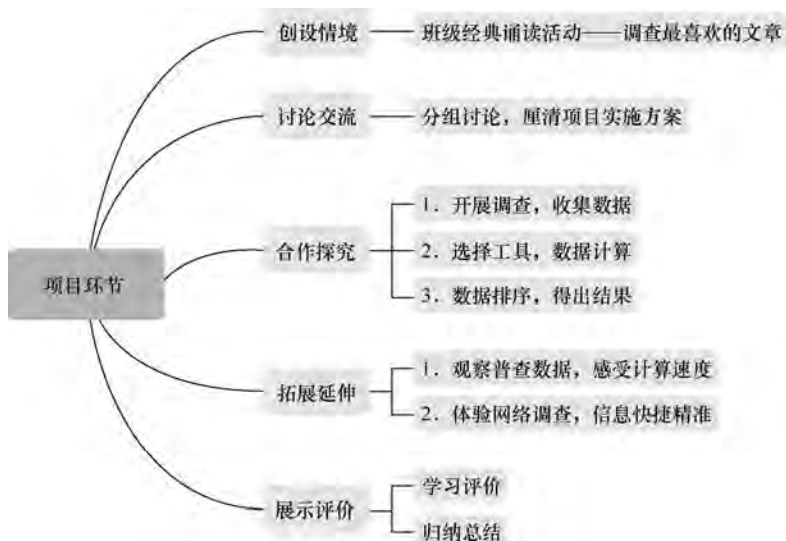 创设情境
班级经典诵读活动——调查最喜欢的文章
讨论交流
分组讨论，厘清项目实施方案
项目环节
合作探究
1．开展调查，收集数据
2．选择工具，数据计算
3．数据排序，得出结果
拓展延伸
1．观察普查数据，感受计算速度
2．体验网络调查，信息快捷精准
展示评价
学习评价
归纳总结